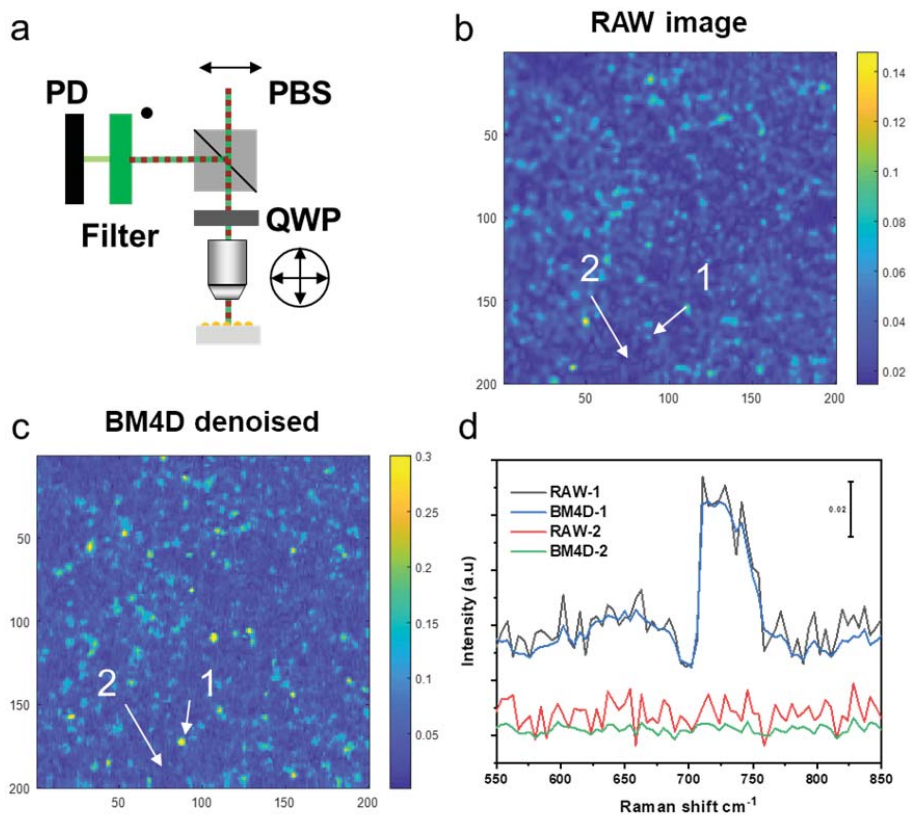 a
PD
PBS
Filter
QWP
b
RAW image
50
100
150
200
50
100
150
200
0.14
0.12
0.1
0.08
0.06
0.04
0.02
2
1
c
BM4D denoised
50
100
150
200
50
100
150
200
0.3
0.25
0.2
0.15
0.1
0.05
2
1
d
RAW-1
BM4D-1
RAW-2
BM4D-2
0.02
Intensity (a.u)
550
600
650
700
750
800
850
Raman shift cm⁻¹